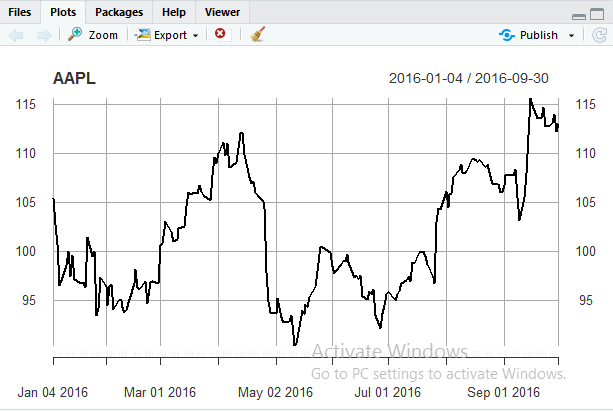 Files Plots Packages Help Viewer
Zoom Export Publish
AAPL 2016-01-04 / 2016-09-30
115 115
110 110
105 105
100 100
95 95
Activate Windows
Go to PC settings to activate Windows.
Jan 04 2016 Mar 01 2016 May 02 2016 Jul 01 2016 Sep 01 2016